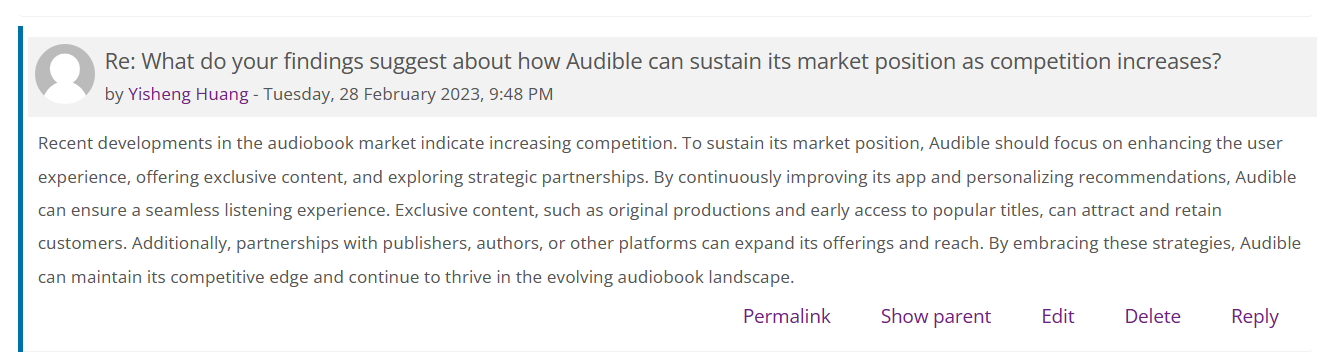 Re: What do your findings suggest about how Audible can sustain its market position as competition increases?
by Yisheng Huang - Tuesday, 28 February 2023, 9:48 PM
Recent developments in the audiobook market indicate increasing competition. To sustain its market position, Audible should focus on enhancing the user
experience, offering exclusive content, and exploring strategic partnerships. By continuously improving its app and personalizing recommendations, Audible
can ensure a seamless listening experience. Exclusive content, such as original productions and early access to popular titles, can attract and retain
customers. Additionally, partnerships with publishers, authors, or other platforms can expand its offerings and reach. By embracing these strategies, Audible
can maintain its competitive edge and continue to thrive in the evolving audiobook landscape.
Permalink Show parent Edit Delete Reply